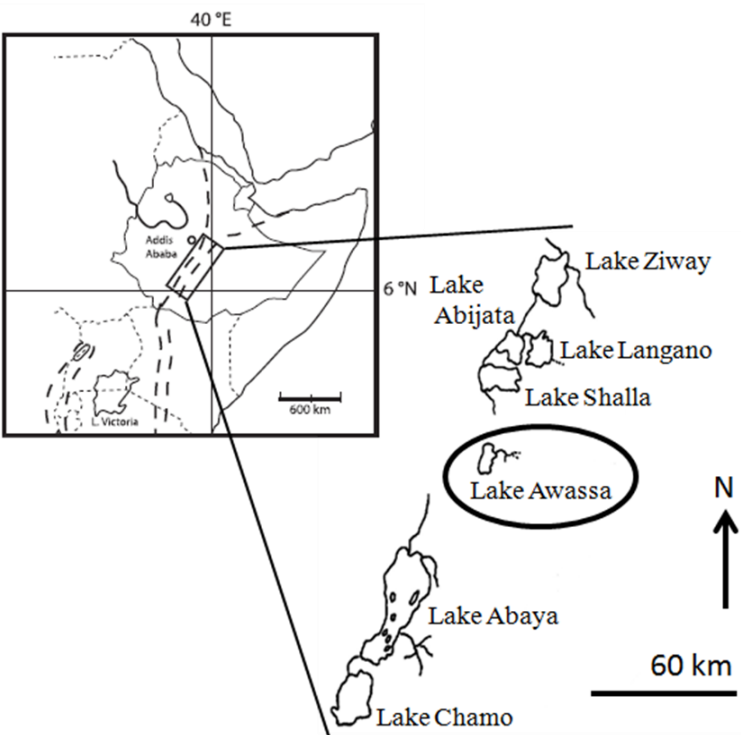 40 °E
Addis
Ababa
6 °N
L. Victoria
600 km
Lake Ziway
Lake
Abijata
Lake Langano
Lake Shalla
Lake Awassa
N
Lake Abaya
60 km
Lake Chamo